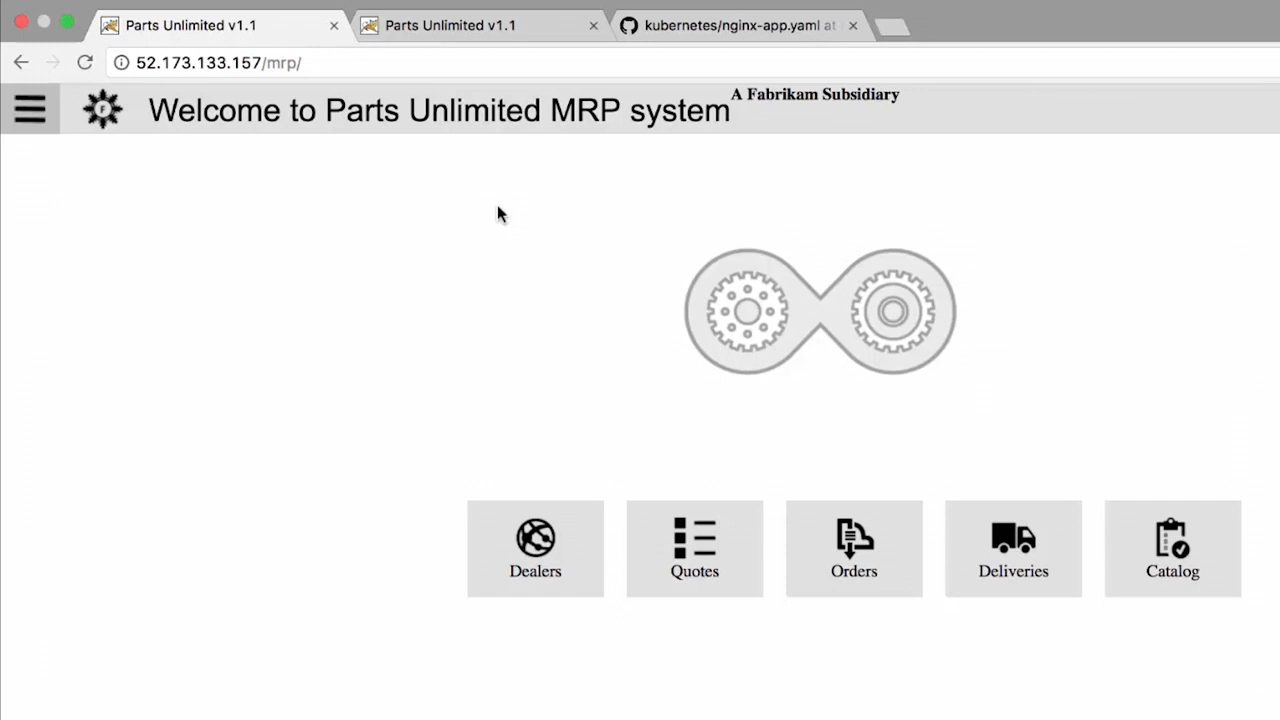 Parts Unlimited v1.1
Parts Unlimited v1.1
kubernetes/nginx-app.yaml at
52.173.133.157/mrp/
F
Welcome to Parts Unlimited MRP system
A Fabrikam Subsidiary
Dealers
Quotes
Orders
Deliveries
Catalog